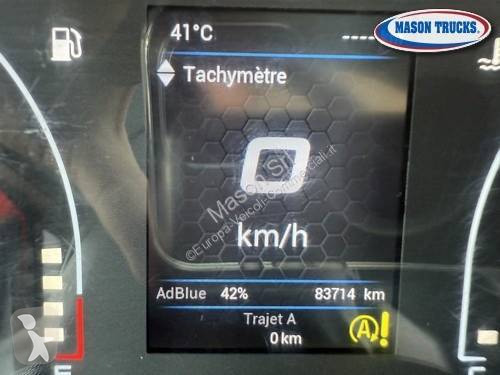 41°C
-----
MASON TRUCKS.
Tachymètre
0
km/h
Mason Srl
©Europa-Veicoli-Commerciali.it
AdBlue 42% 83714 km
Trajet A
0 km
A!
E